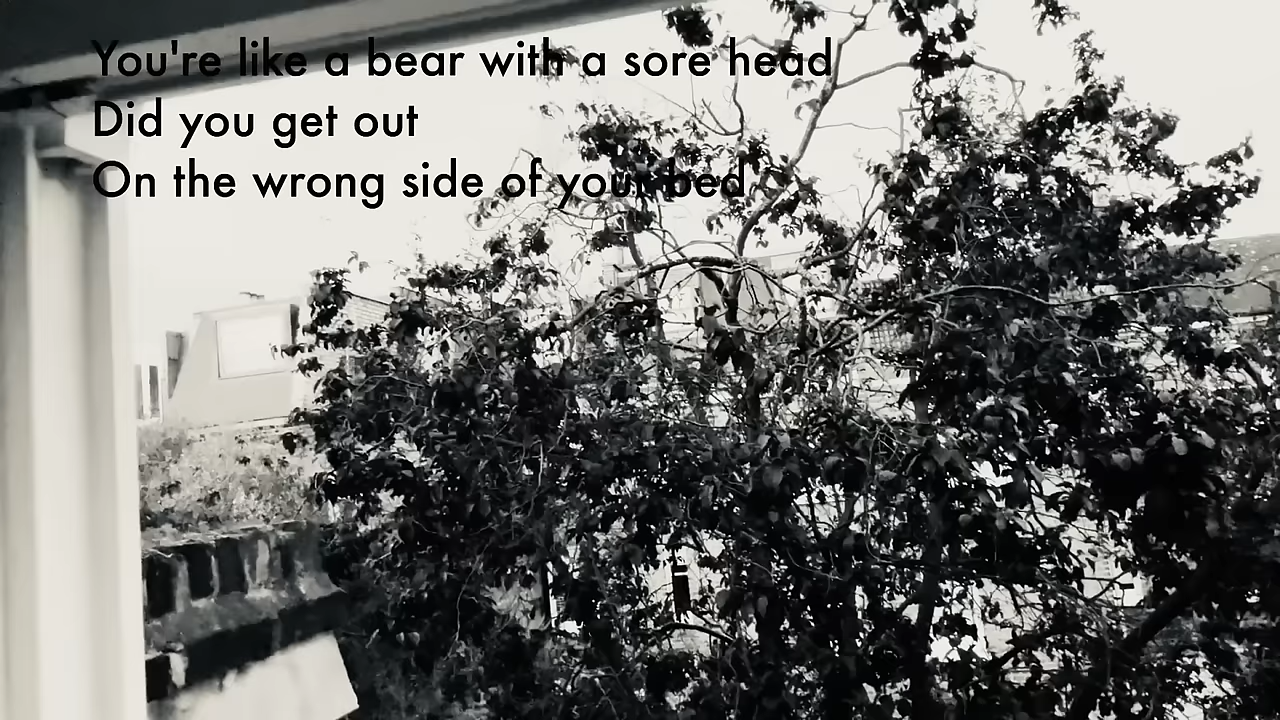 You're like a bear with a sore head
Did you get out
On the wrong side of your bed